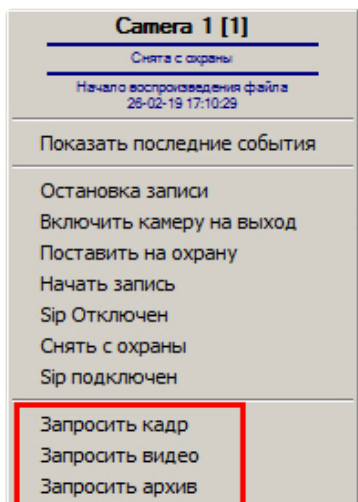 Camera 1 [1]
Снята с охраны
Начало воспроизведения файла
26-02-19 17:10:29
Показать последние события
Остановка записи
Включить камеру на выход
Поставить на охрану
Начать запись
Sip Отключен
Снять с охраны
Sip подключен
Запросить кадр
Запросить видео
Запросить архив